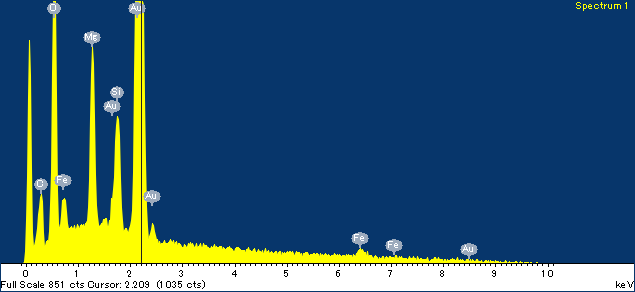 Spectrum 1
O Au
Mg
Si
Au
C Fe
Au
Fe Fe Au
0 1 2 3 4 5 6 7 8 9 10
Full Scale 851 cts Cursor: 2.209 (1035 cts) keV